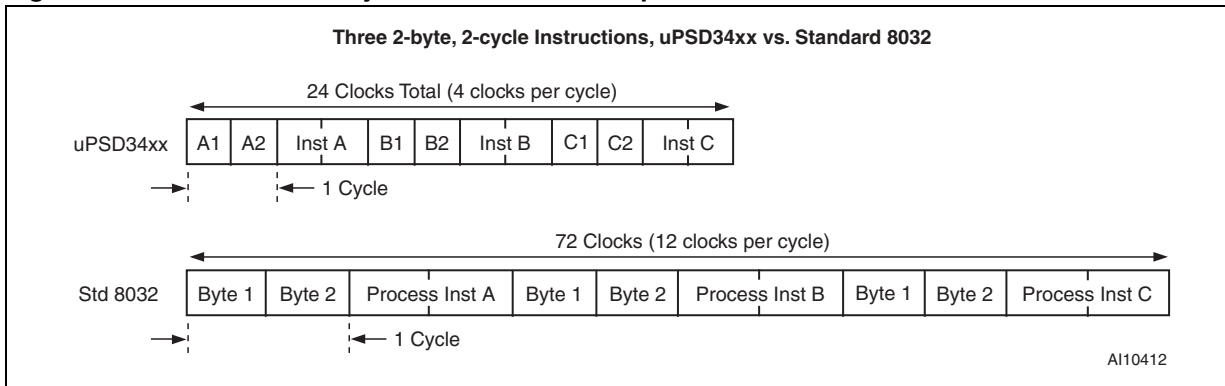 Three 2-byte, 2-cycle Instructions, uPSD34xx vs. Standard 8032
24 Clocks Total (4 clocks per cycle)
uPSD34xx A1 A2 Inst A B1 B2 Inst B C1 C2 Inst C
1 Cycle
72 Clocks (12 clocks per cycle)
Std 8032 Byte 1 Byte 2 Process Inst A Byte 1 Byte 2 Process Inst B Byte 1 Byte 2 Process Inst C
1 Cycle
AI10412